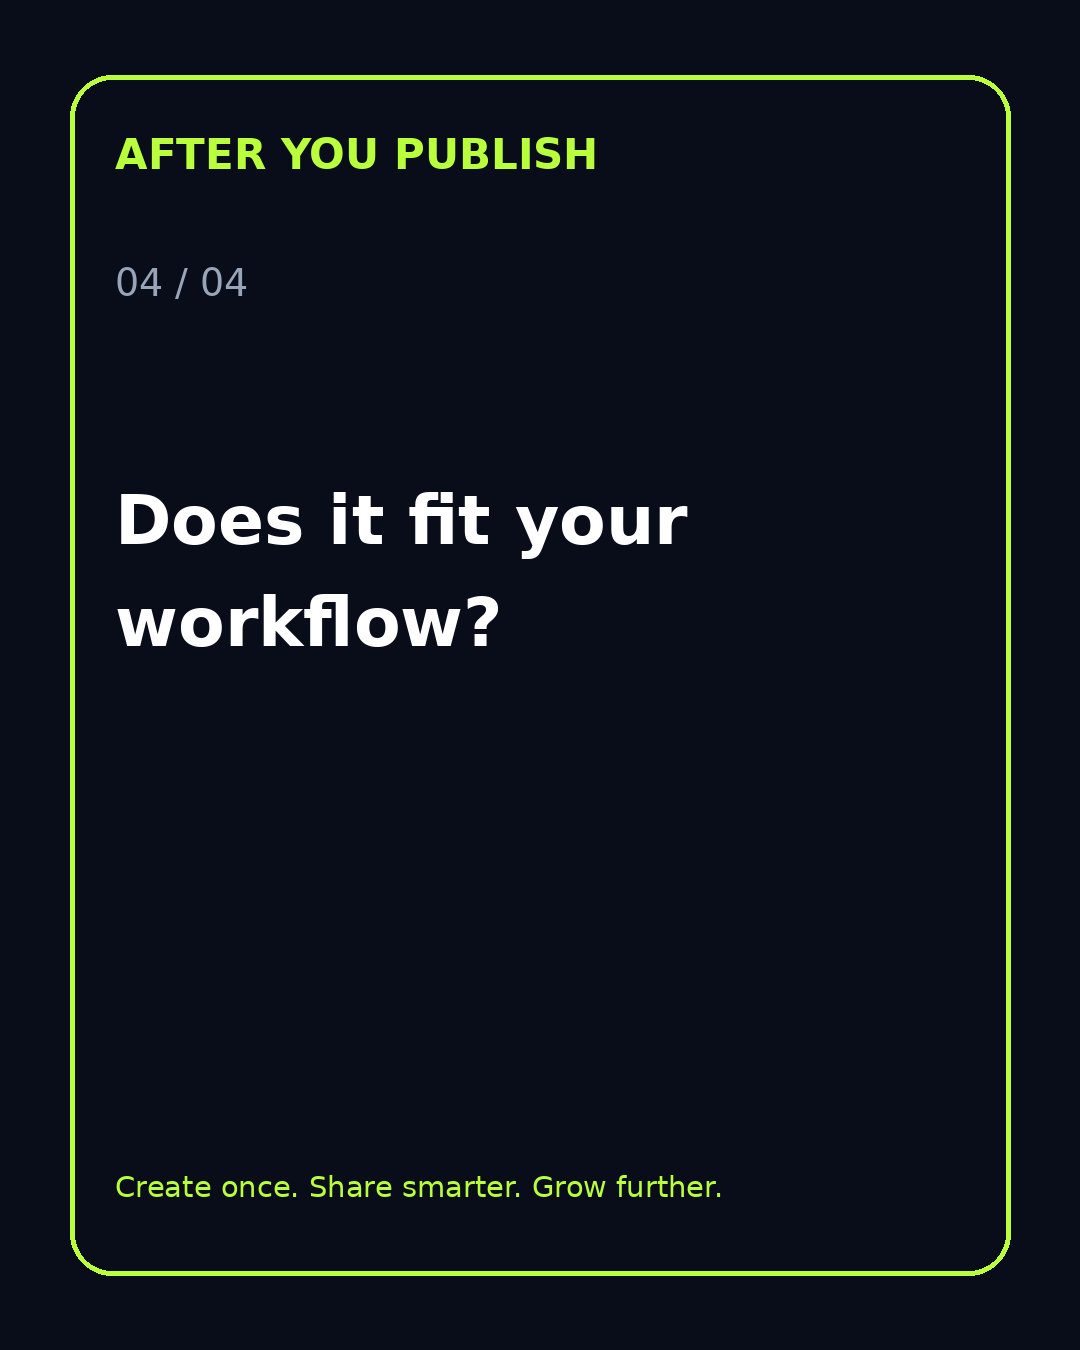 AFTER YOU PUBLISH
04 / 04
Does it fit your
workflow?
Create once. Share smarter. Grow further.